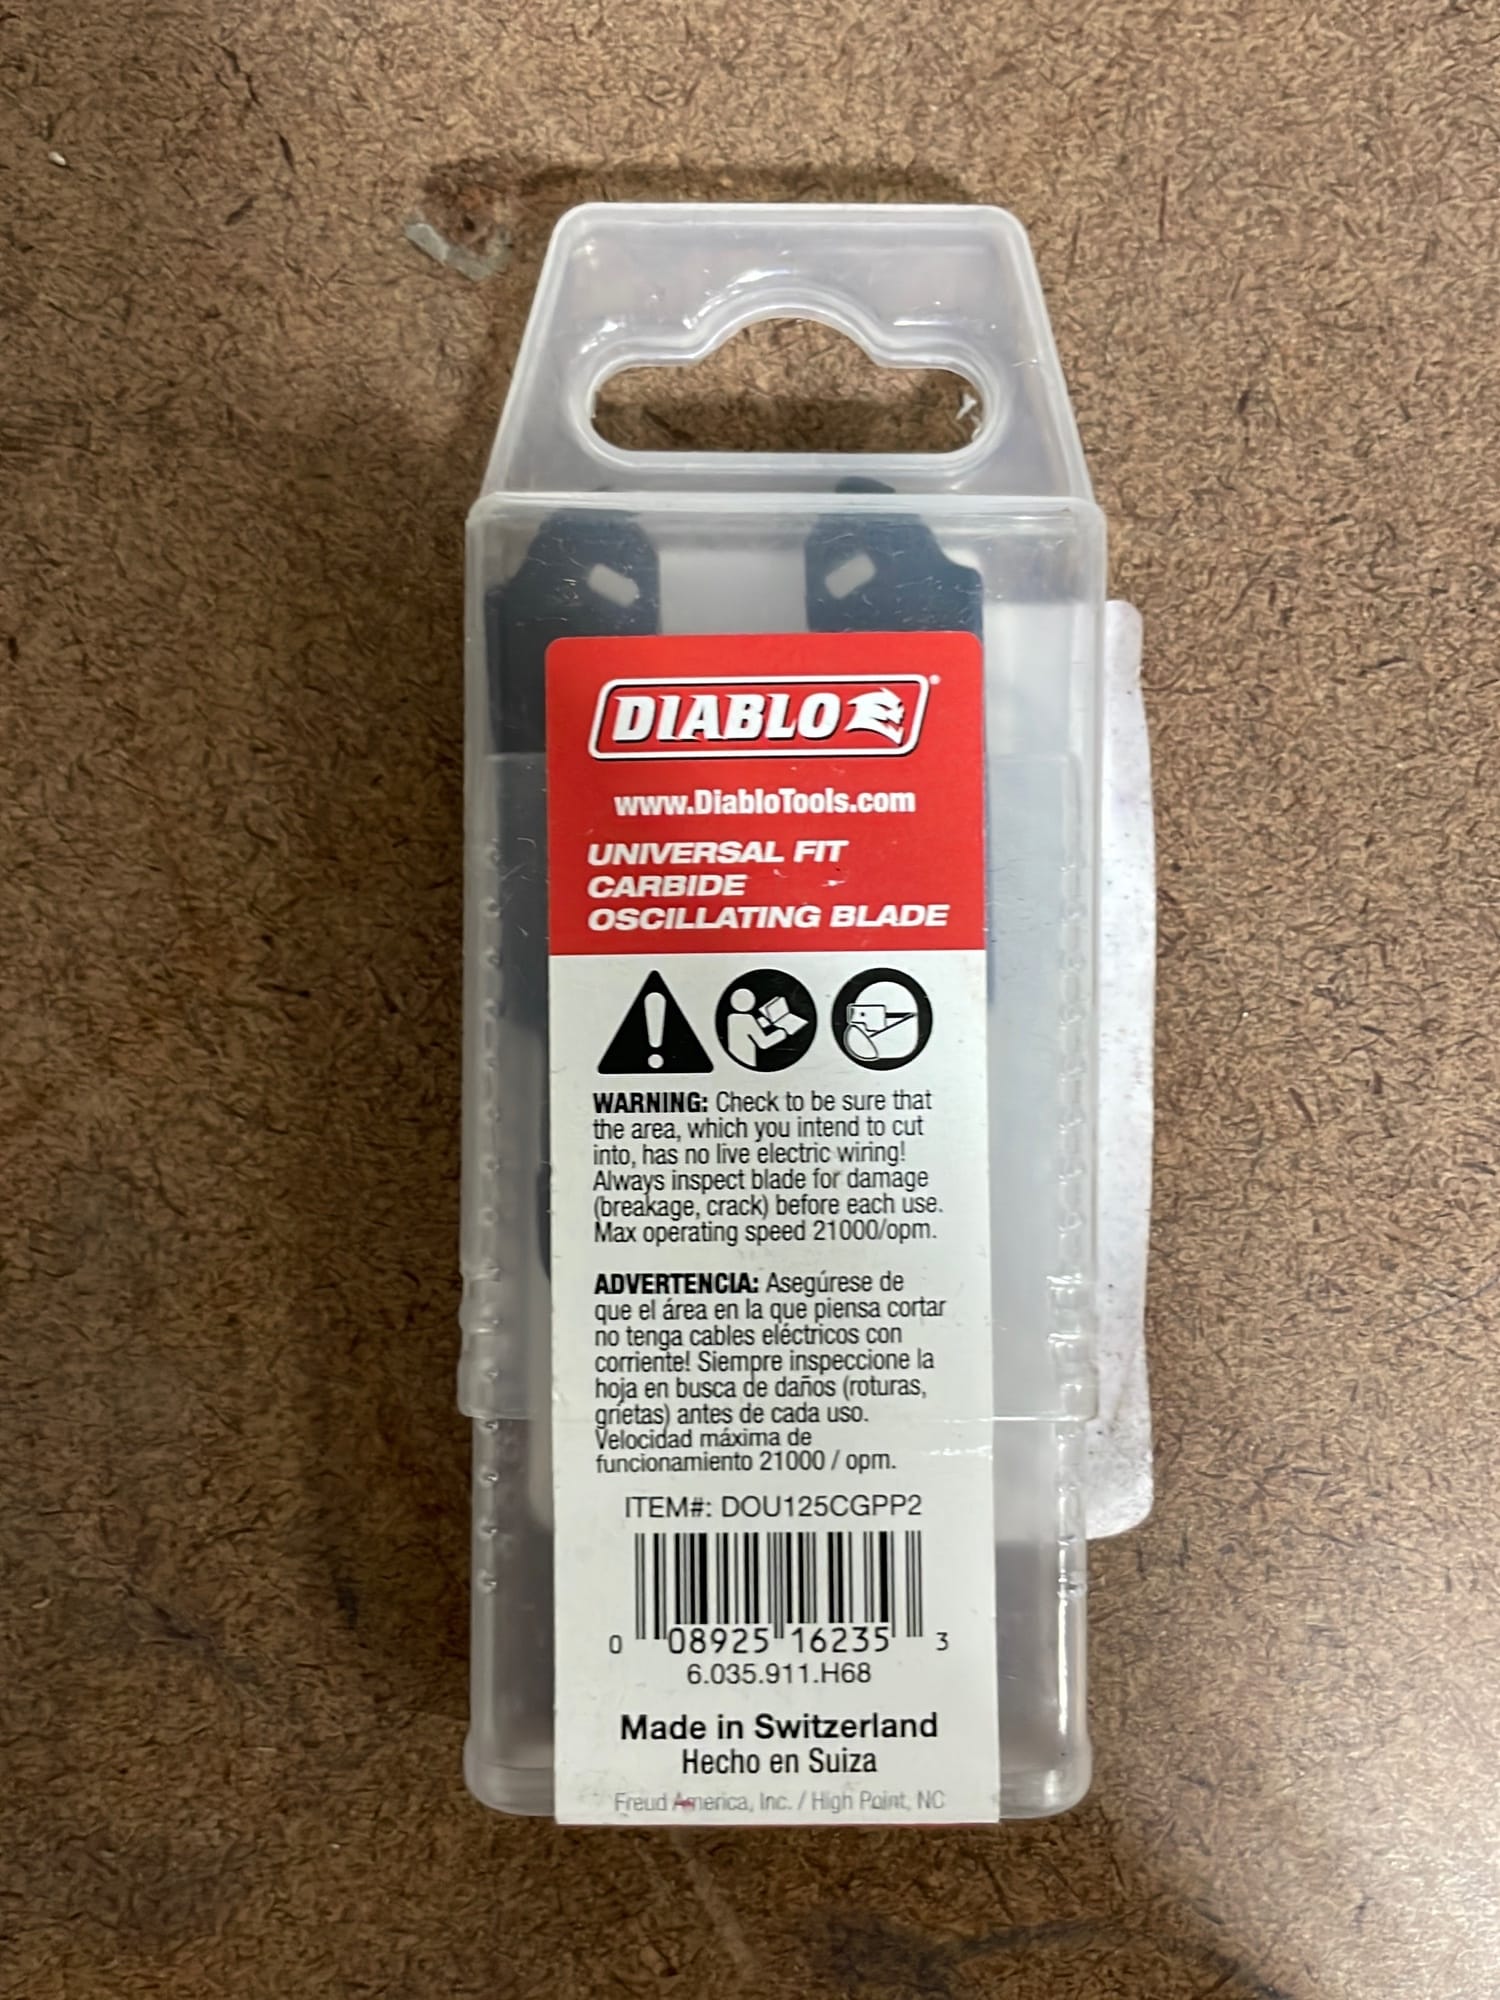 DIABLO®
www.DiabloTools.com
UNIVERSAL FIT
CARBIDE
OSCILLATING BLADE
WARNING: Check to be sure that
the area, which you intend to cut
into, has no live electric wiring!
Always inspect blade for damage
(breakage, crack) before each use.
Max operating speed 21000/opm.
ADVERTENCIA: Asegúrese de
que el área en la que piensa cortar
no tenga cables eléctricos con
corriente! Siempre inspeccione la
hoja en busca de daños (roturas,
grietas) antes de cada uso.
Velocidad máxima de
funcionamiento 21000 / opm.
ITEM#: DOU125CGPP2
0 08925 16235 3
6.035.911.H68
Made in Switzerland
Hecho en Suiza
Freud America, Inc. / High Point, NC